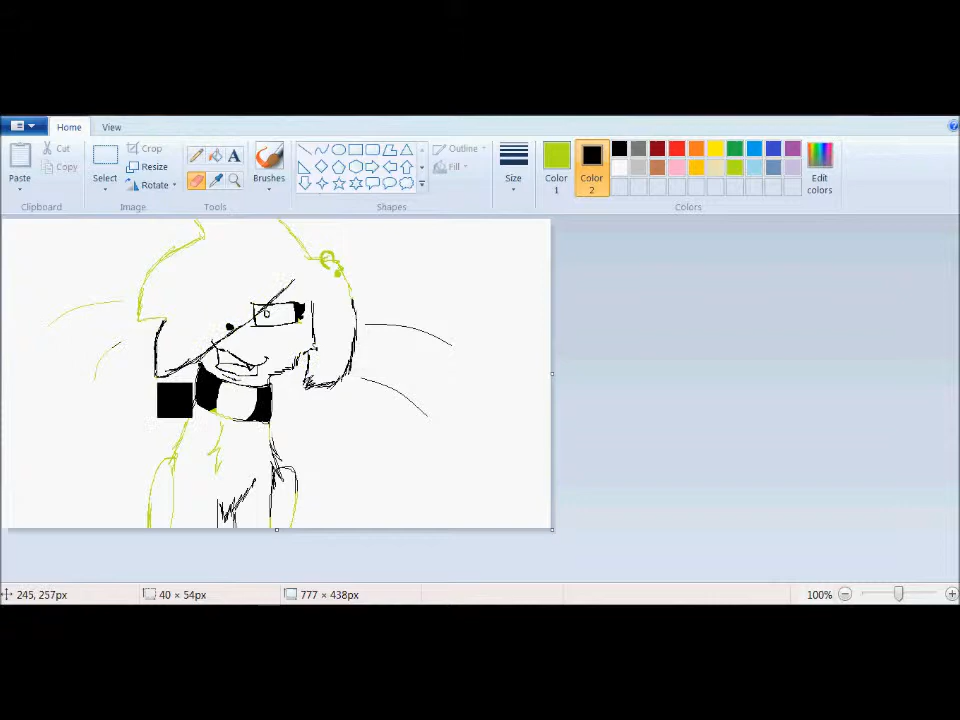 Home View
Paste
Cut
Copy
Clipboard
Select
Crop
Resize
Rotate
Image
A
Tools
Brushes
Shapes
Outline
Fill
Size
Color
1
Color
2
Colors
Edit
colors
245, 257px
40 × 54px
777 × 438px
100%